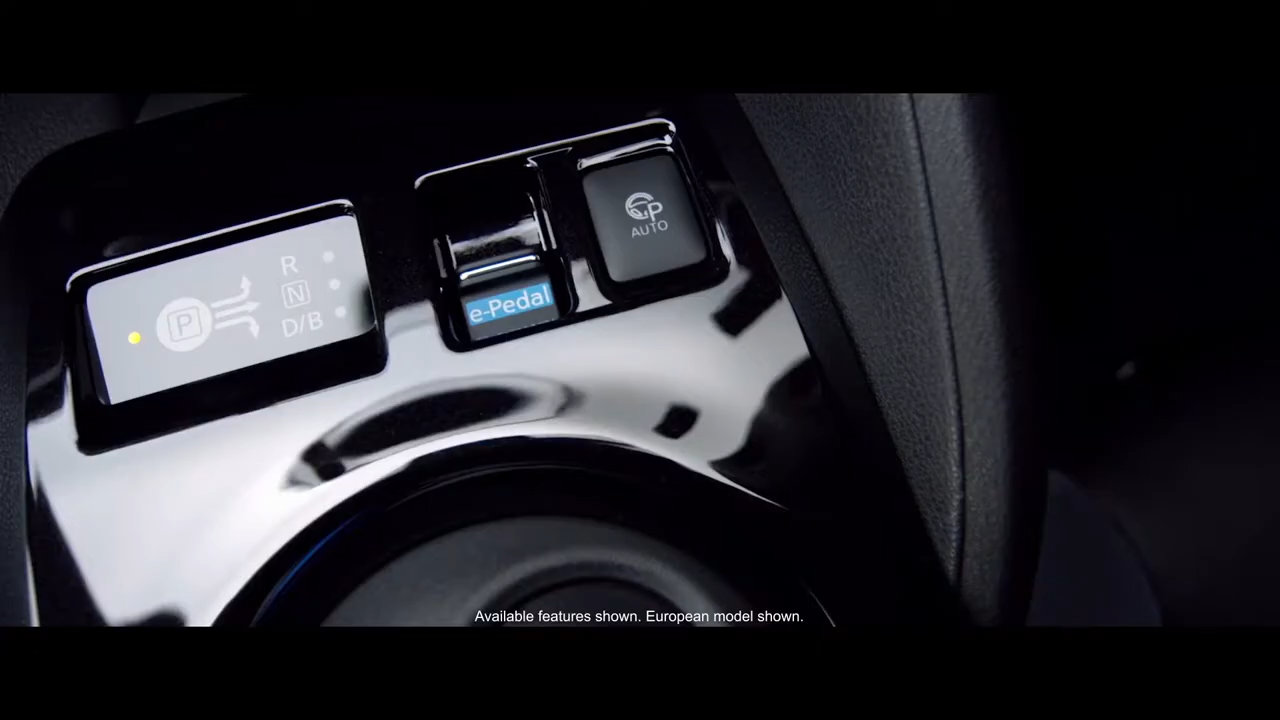 R
P
N
D/B
e-Pedal
P
AUTO
Available features shown. European model shown.